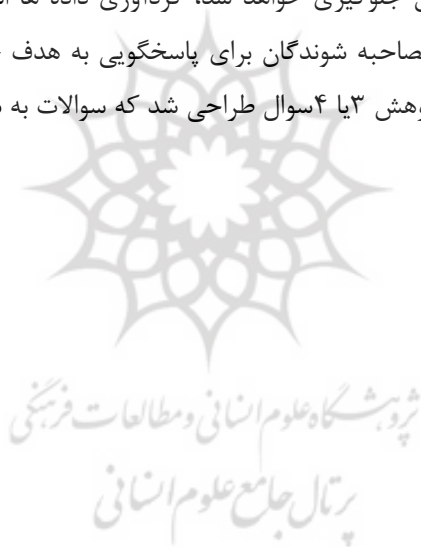 جلوگیری خواهد شد، گردآوری داده ها ا
صاحبه شوندگان برای پاسخگویی به هدف
وهش ۳یا ۴سوال طراحی شد که سوالات به
پژوهشگاه علوم انسانی و مطالعات فرهنگی
پرتال جامع علوم انسانی